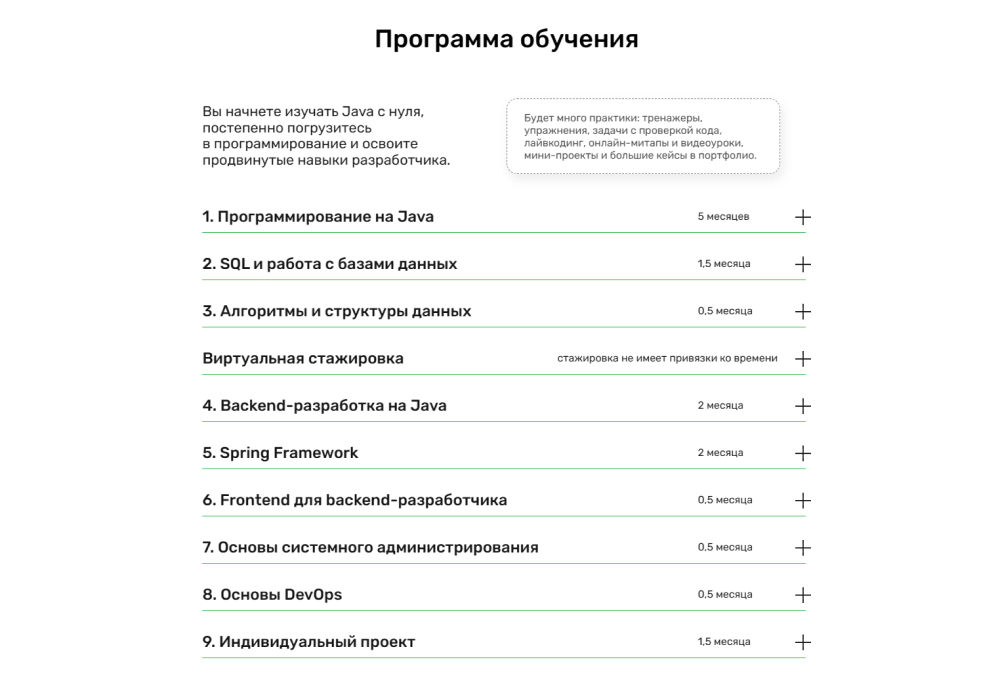 Программа обучения
Вы начнете изучать Java с нуля,
постепенно погрузитесь
в программирование и освоите
продвинутые навыки разработчика.
Будет много практики: тренажеры,
упражнения, задачи с проверкой кода,
лайвкодинг, онлайн-митапы и видеоуроки,
мини-проекты и большие кейсы в портфолио.
1. Программирование на Java 5 месяцев
2. SQL и работа с базами данных 1,5 месяца
3. Алгоритмы и структуры данных 0,5 месяца
Виртуальная стажировка стажировка не имеет привязки ко времени
4. Backend-разработка на Java 2 месяца
5. Spring Framework 2 месяца
6. Frontend для backend-разработчика 0,5 месяца
7. Основы системного администрирования 0,5 месяца
8. Основы DevOps 0,5 месяца
9. Индивидуальный проект 1,5 месяца